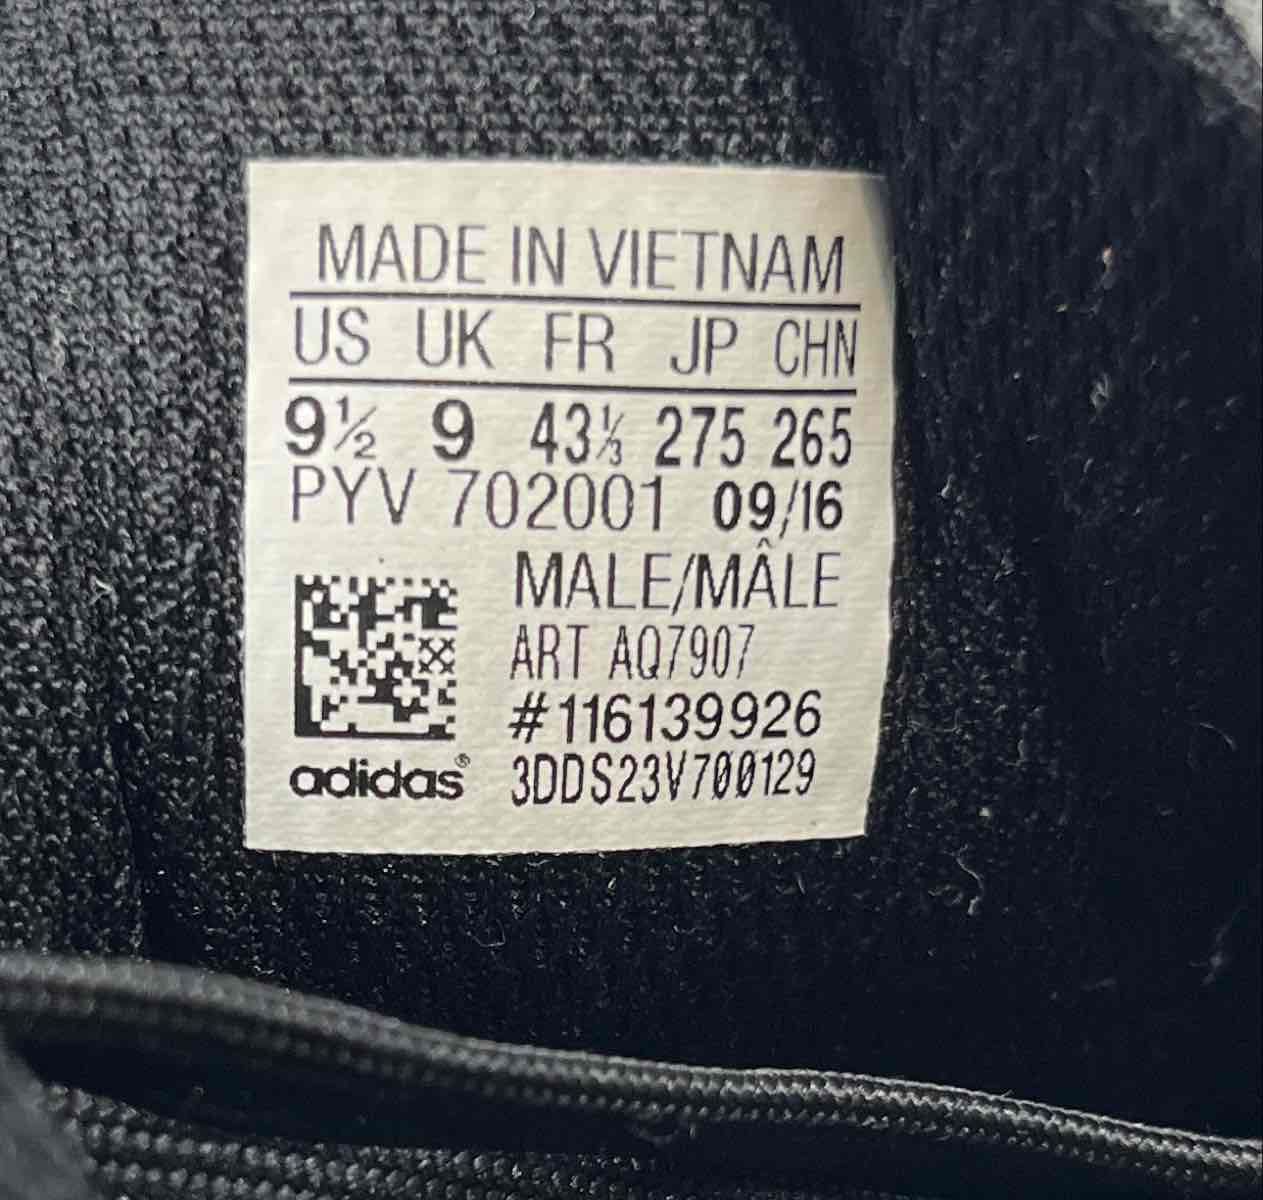 MADE IN VIETNAM
US UK FR JP CHN
9½ 9 43⅓ 275 265
PYV 702001 09/16
MALE/MÂLE
ART AQ7907
#116139926
adidas® 3DDS23V700129